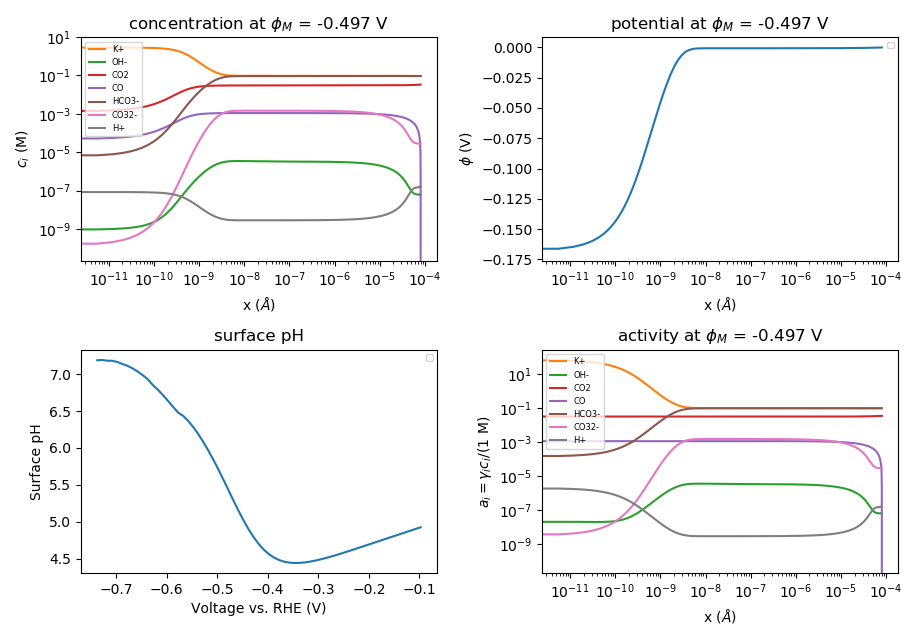 concentration at ϕ_M = -0.497 V
10^1
10^-1
10^-3
10^-5
10^-7
10^-9
c_i (M)
K+
OH-
CO2
CO
HCO3-
CO32-
H+
10^-11 10^-10 10^-9 10^-8 10^-7 10^-6 10^-5 10^-4
x (Å)
potential at ϕ_M = -0.497 V
0.000
−0.025
−0.050
−0.075
−0.100
−0.125
−0.150
−0.175
ϕ (V)
10^-11 10^-10 10^-9 10^-8 10^-7 10^-6 10^-5 10^-4
x (Å)
surface pH
7.0
6.5
6.0
5.5
5.0
4.5
Surface pH
−0.7 −0.6 −0.5 −0.4 −0.3 −0.2 −0.1
Voltage vs. RHE (V)
activity at ϕ_M = -0.497 V
10^1
10^-1
10^-3
10^-5
10^-7
10^-9
a_i = γ_i c_i/(1 M)
K+
OH-
CO2
CO
HCO3-
CO32-
H+
10^-11 10^-10 10^-9 10^-8 10^-7 10^-6 10^-5 10^-4
x (Å)